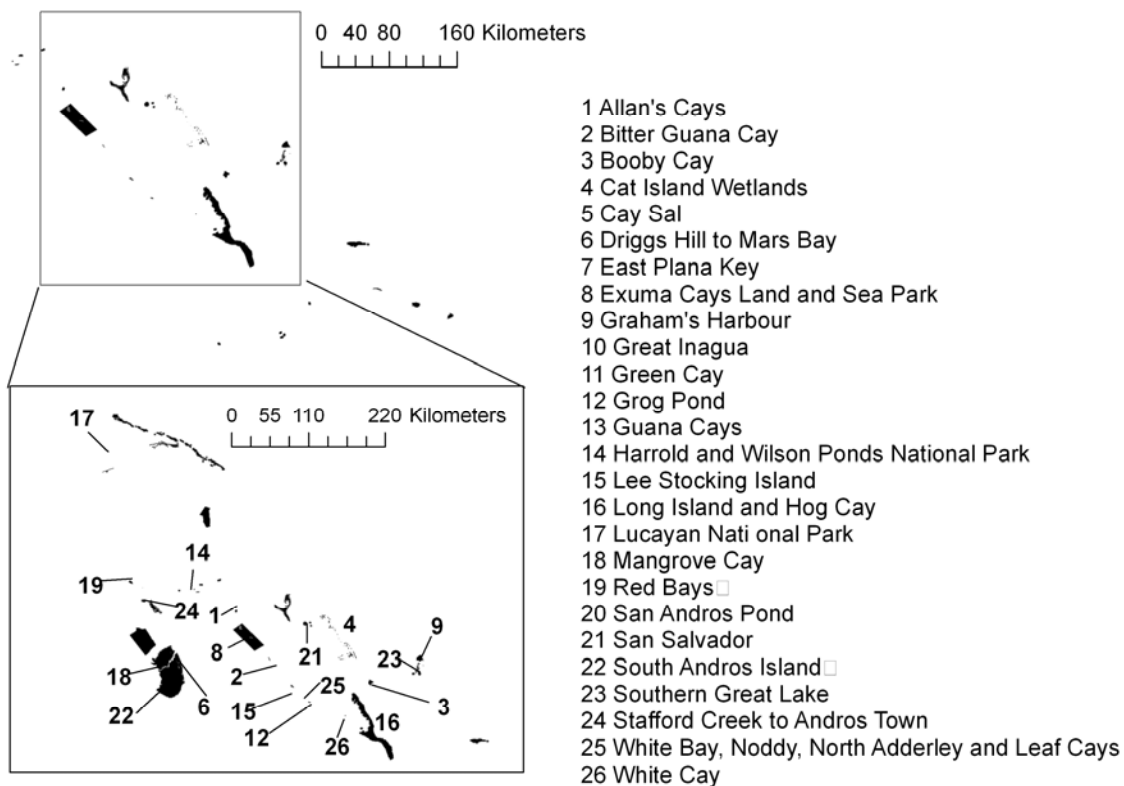 0 40 80 160 Kilometers
1 Allan's Cays
2 Bitter Guana Cay
3 Booby Cay
4 Cat Island Wetlands
5 Cay Sal
6 Driggs Hill to Mars Bay
7 East Plana Key
8 Exuma Cays Land and Sea Park
9 Graham's Harbour
10 Great Inagua
11 Green Cay
12 Grog Pond
13 Guana Cays
14 Harrold and Wilson Ponds National Park
15 Lee Stocking Island
16 Long Island and Hog Cay
17 Lucayan Nati onal Park
18 Mangrove Cay
19 Red Bays□
20 San Andros Pond
21 San Salvador
22 South Andros Island□
23 Southern Great Lake
24 Stafford Creek to Andros Town
25 White Bay, Noddy, North Adderley and Leaf Cays
26 White Cay
17
0 55 110 220 Kilometers
14
19
24
1
4
9
8
21
23
18
2
25
22
6
15
3
12
16
26